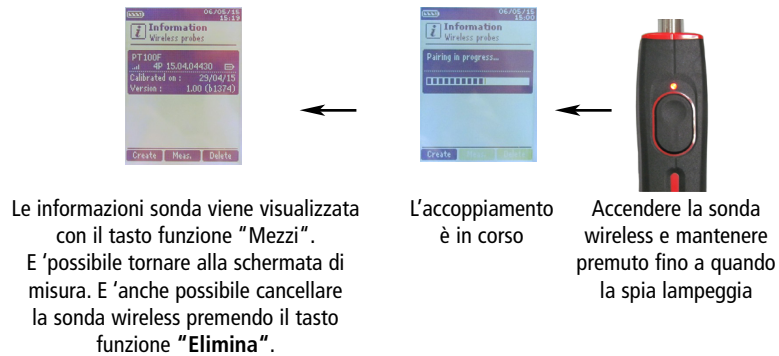 06/05/15
15:19
Information
Wireless probes
PT100F
4P 15.04.04430
Calibrated on : 29/04/15
Version : 1.00 (b1374)
Create Meas. Delete
06/05/15
15:00
Information
Wireless probes
Pairing in progress...
Create Meas. Delete
Le informazioni sonda viene visualizzata
con il tasto funzione “Mezzi“.
E ‘possibile tornare alla schermata di
misura. E ‘anche possibile cancellare
la sonda wireless premendo il tasto
funzione “Elimina“.
L’accoppiamento
è in corso
Accendere la sonda
wireless e mantenere
premuto fino a quando
la spia lampeggia